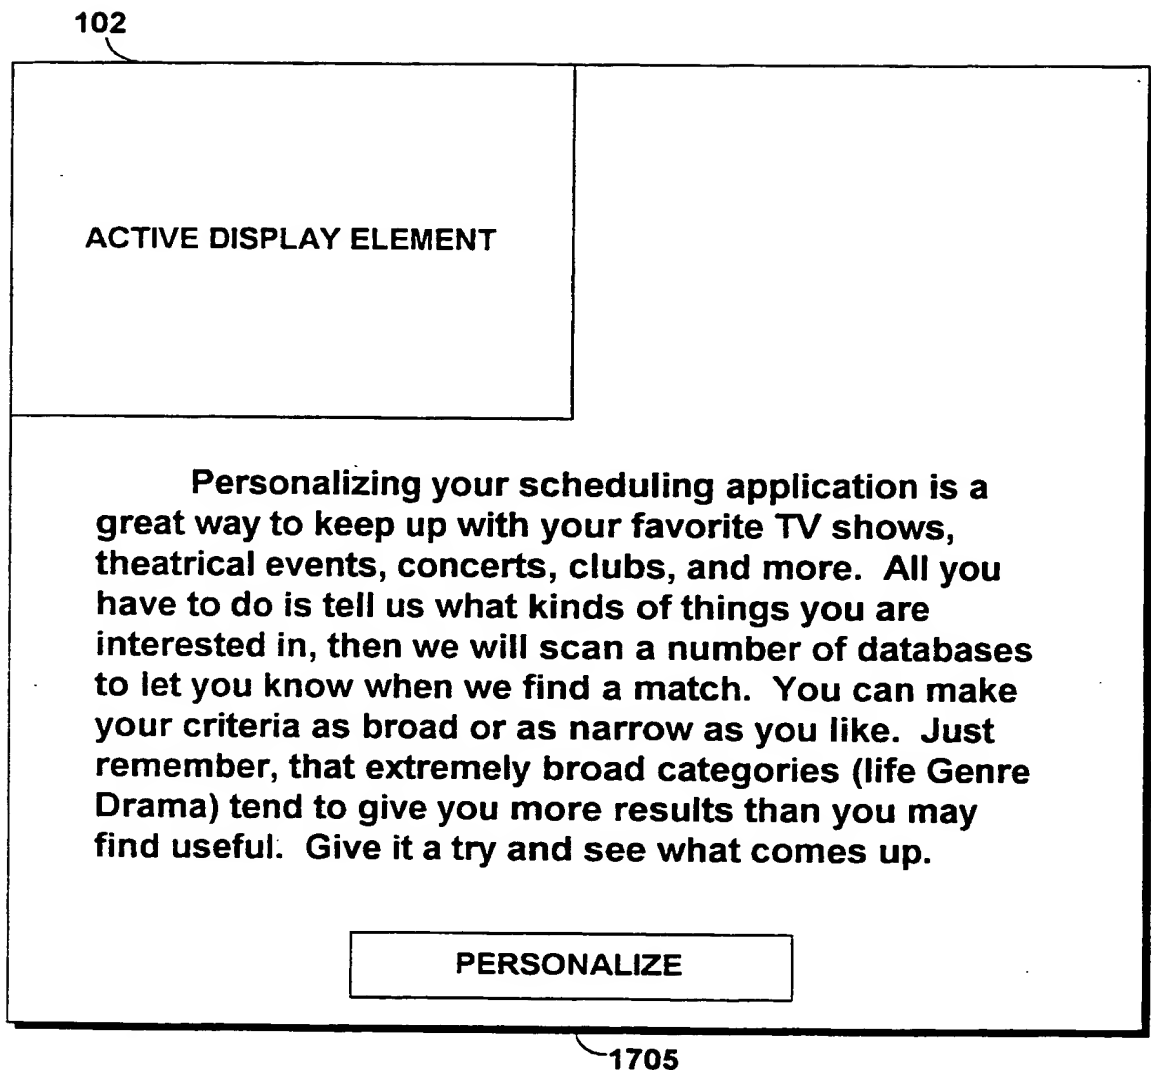 102
ACTIVE DISPLAY ELEMENT
Personalizing your scheduling application is a
great way to keep up with your favorite TV shows,
theatrical events, concerts, clubs, and more. All you
have to do is tell us what kinds of things you are
interested in, then we will scan a number of databases
to let you know when we find a match. You can make
your criteria as broad or as narrow as you like. Just
remember, that extremely broad categories (life Genre
Drama) tend to give you more results than you may
find useful. Give it a try and see what comes up.
PERSONALIZE
1705